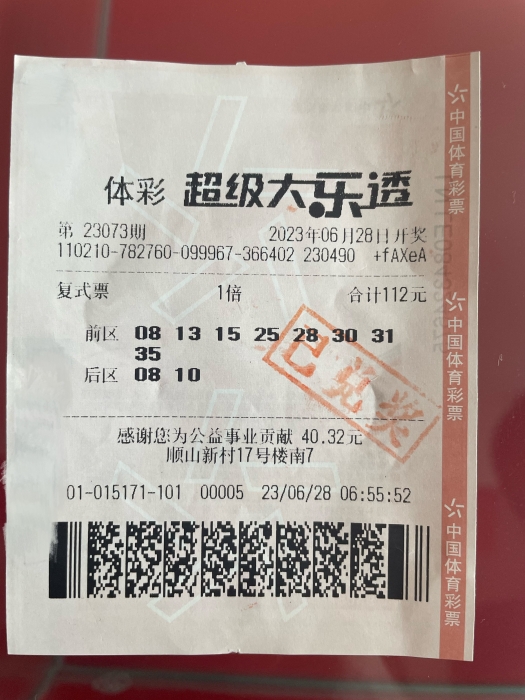 体彩 超级大乐透
第 23073期 2023年06月28日开奖
110210-782760-099967-366402 230490 +fAXeA
复式票 1倍 合计112元
前区 08 13 15 25 28 30 31
35
后区 08 10
已兑奖
感谢您为公益事业贡献 40.32元
顺山新村17号楼南7
01-015171-101 00005 23/06/28 06:55:52
中国体育彩票
中国体育彩票
中国体育彩票